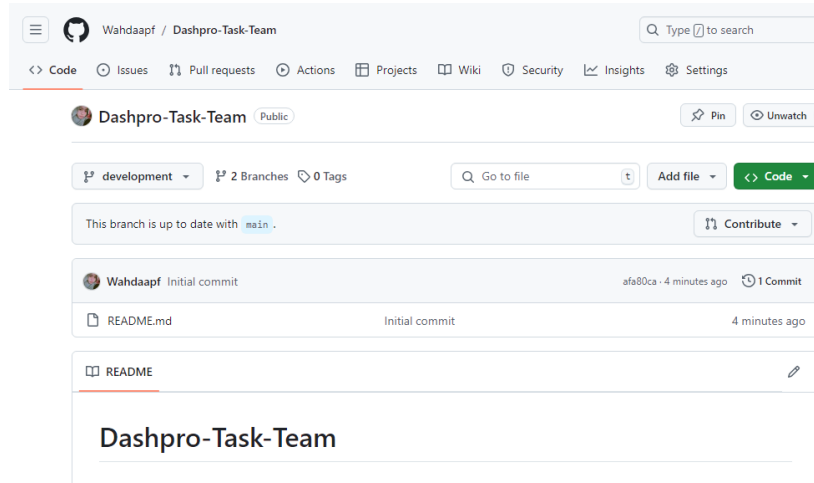 Wahdaapf / Dashpro-Task-Team
Type / to search
Code Issues Pull requests Actions Projects Wiki Security Insights Settings
Dashpro-Task-Team Public
Pin Unwatch
development 2 Branches 0 Tags
Go to file t
Add file Code
This branch is up to date with main .
Contribute
Wahdaapf Initial commit afa80ca · 4 minutes ago 1 Commit
README.md Initial commit 4 minutes ago
README
Dashpro-Task-Team